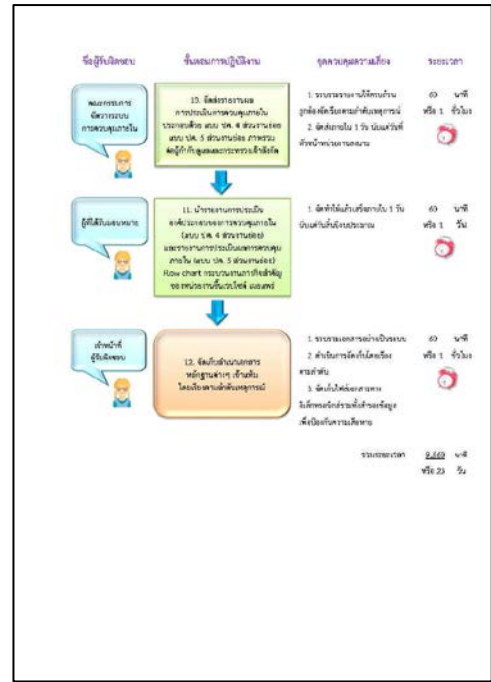 ชื่อผู้รับผิดชอบ ขั้นตอนการปฏิบัติงาน จุดควบคุมความเสี่ยง ระยะเวลา
คณะกรรมการ
จัดวางระบบ
การควบคุมภายใน
10. จัดส่งรายงานผล
การประเมินการควบคุมภายใน
ประกอบด้วย แบบ ปค. 4 ส่วนงานย่อย
แบบ ปค. 5 ส่วนงานย่อย ภาพรวม
ต่อผู้กำกับดูแลและกระทรวงเจ้าสังกัด
1. รวบรวมรายงานให้ครบถ้วน
ถูกต้องจัดเรียงตามลำดับเหตุการณ์
2. จัดส่งภายใน 1 วัน นับแต่วันที่
หัวหน้าหน่วยงานลงนาม
60 นาที
หรือ 1 ชั่วโมง
ผู้ที่ได้รับมอบหมาย
11. นำรายงานการประเมิน
องค์ประกอบของการควบคุมภายใน
(แบบ ปค. 4 ส่วนงานย่อย)
และรายงานการประเมินผลการควบคุม
ภายใน (แบบ ปค. 5 ส่วนงานย่อย)
Flow chart กระบวนงานภารกิจสำคัญ
ของหน่วยงานขึ้นเว็บไซต์ เผยแพร่
1. จัดทำให้แล้วเสร็จภายใน 1 วัน
นับแต่วันสิ้นปีงบประมาณ
60 นาที
หรือ 1 วัน
เจ้าหน้าที่
ผู้รับผิดชอบ
12. จัดเก็บสำเนาเอกสาร
หลักฐานต่างๆ เข้าแฟ้ม
โดยเรียงตามลำดับเหตุการณ์
1. รวบรวมเอกสารอย่างเป็นระบบ
2. ดำเนินการจัดเก็บโดยเรียง
ตามลำดับ
3. จัดเก็บไฟล์เอกสารทาง
อิเล็กทรอนิกส์รวมทั้งสำรองข้อมูล
เพื่อป้องกันความเสียหาย
60 นาที
หรือ 1 ชั่วโมง
รวมระยะเวลา นาที
หรือ 23 วัน